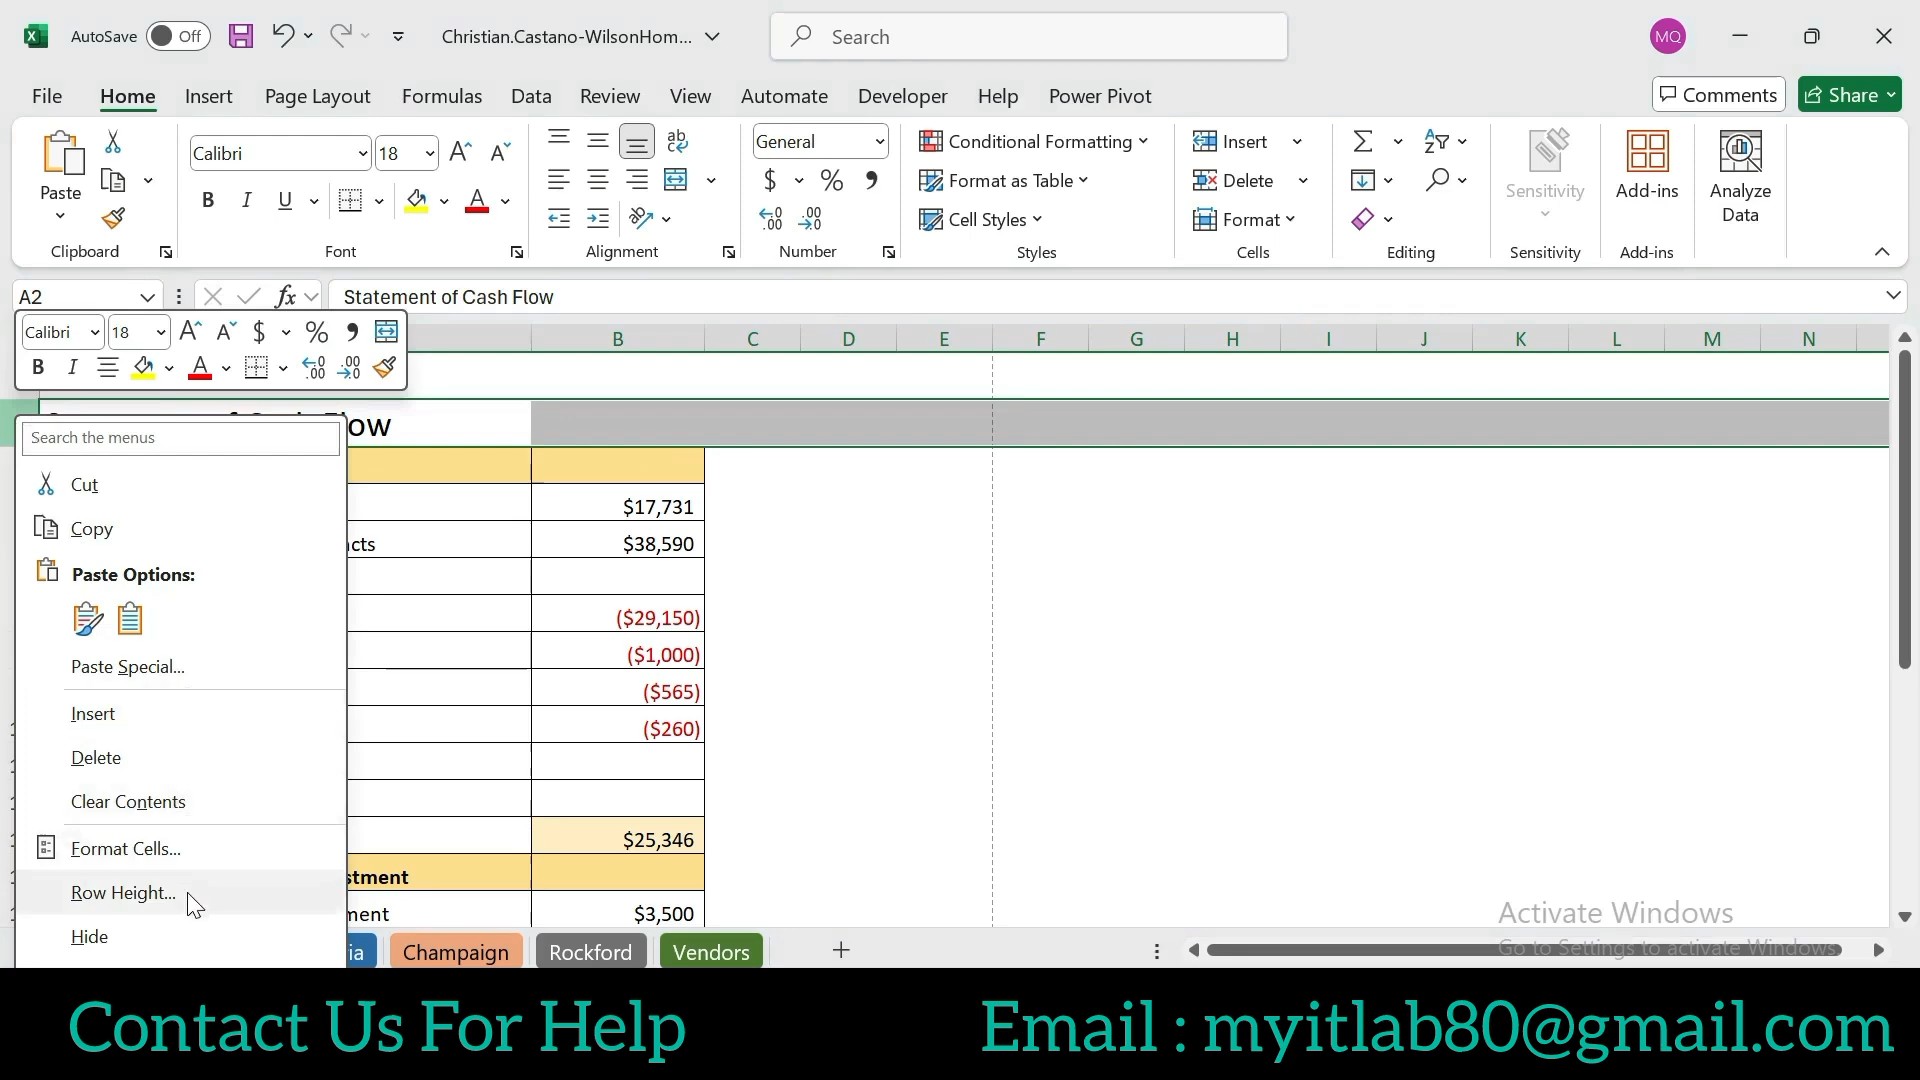 AutoSave Off Christian.Castano-WilsonHom... Search MQ
File Home Insert Page Layout Formulas Data Review View Automate Developer Help Power Pivot Comments Share
Calibri 18 ab General Conditional Formatting Insert
Paste $ % Format as Table Delete Sensitivity Add-ins Analyze Data
B I U A Cell Styles Format
Clipboard Font Alignment Number Styles Cells Editing Sensitivity Add-ins
A2 fx Statement of Cash Flow
Calibri 18 A A $ % 9
B I A .00 .00
B C D E F G H I J K L M N
Search the menus
Cut
Copy
Paste Options:
Paste Special...
Insert
Delete
Clear Contents
Format Cells...
Row Height...
Hide
ow
$17,731
cts $38,590
($29,150)
($1,000)
($565)
($260)
$25,346
stment
ment $3,500
Activate Windows
Go to Settings to activate Windows.
ia Champaign Rockford Vendors
Contact Us For Help Email : myitlab80@gmail.com